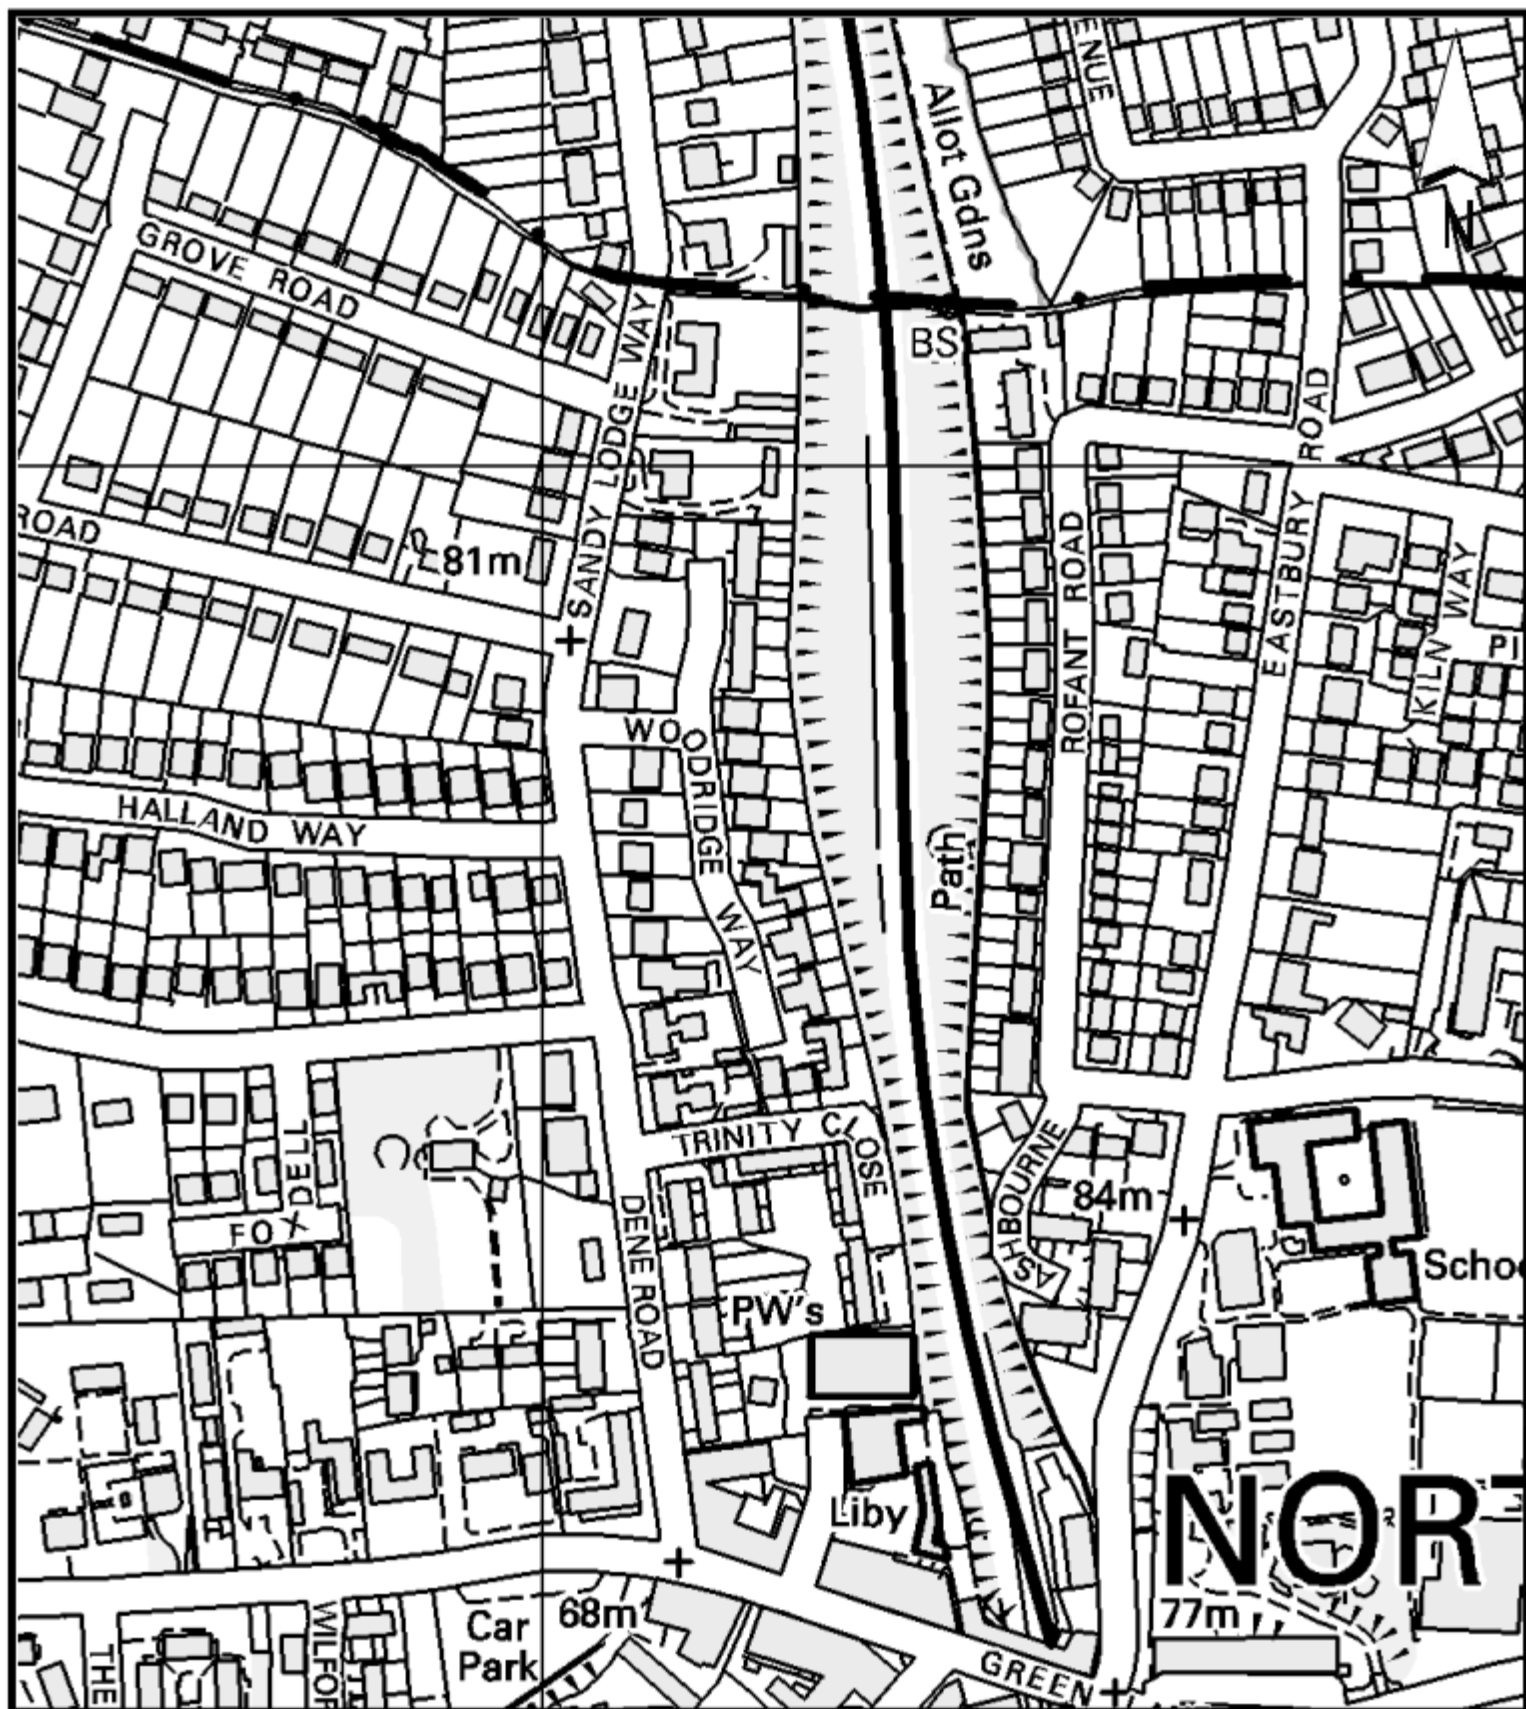 ENUE
Allot Gdns
N
GROVE ROAD
SANDY LODGE WAY
BS
ROAD
ROAD
81m
ROFANT ROAD
EASTBURY
KILN WAY
PI
WOODRIDGE WAY
HALLAND WAY
Path
TRINITY CLOSE
FOX DELL
DENE ROAD
ASHBOURNE
84m
Schoo
PW's
Liby
NORT
Car
Park
68m
77m
THE
WILFOR
GREEN